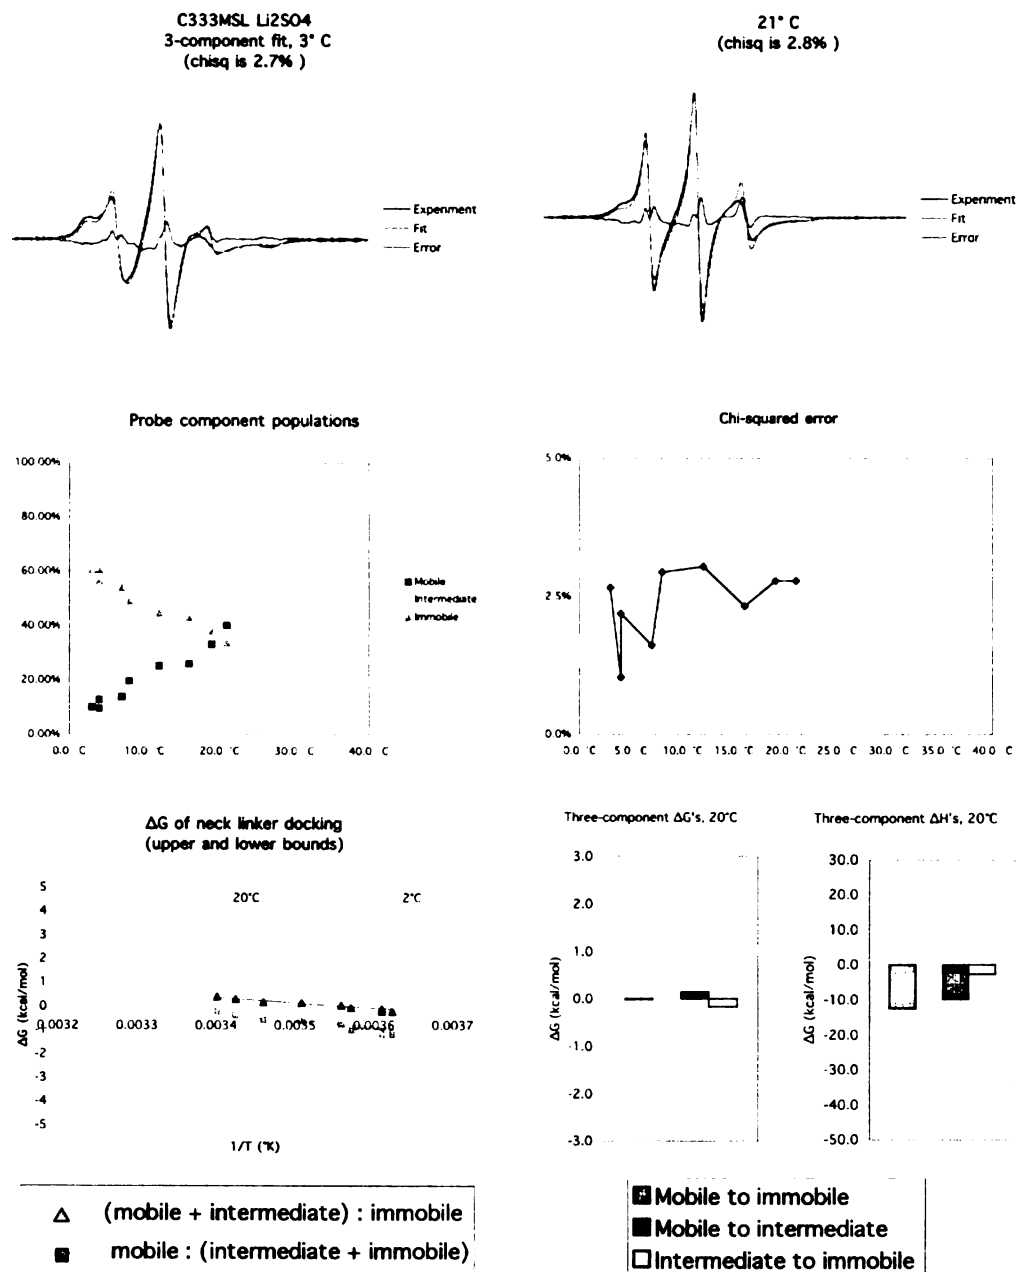 C333MSL Li2SO4
3-component fit, 3° C
(chisq is 2.7% )
Experiment
Fit
Error
21° C
(chisq is 2.8% )
Experiment
Fit
Error
Probe component populations
100.00%
80.00%
60.00%
40.00%
20.00%
0.00%
0.0 °C
10.0 °C
20.0 °C
30.0 °C
40.0 °C
Mobile
Intermediate
Immobile
Chi-squared error
5.0%
2.5%
0.0%
0.0 °C
5.0 °C
10.0 °C
15.0 °C
20.0 °C
25.0 °C
30.0 °C
35.0 °C
40.0 °C
ΔG of neck linker docking
(upper and lower bounds)
ΔG (kcal/mol)
5
4
3
2
1
0
-1
-2
-3
-4
-5
20°C
2°C
0.0032
0.0033
0.0034
0.0035
0.0036
0.0037
1/T (°K)
(mobile + intermediate) : immobile
mobile : (intermediate + immobile)
Three-component ΔG's, 20°C
ΔG (kcal/mol)
3.0
2.0
1.0
0.0
-1.0
-2.0
-3.0
Three-component ΔH's, 20°C
ΔG (kcal/mol)
30.0
20.0
10.0
0.0
-10.0
-20.0
-30.0
-40.0
-50.0
Mobile to immobile
Mobile to intermediate
Intermediate to immobile